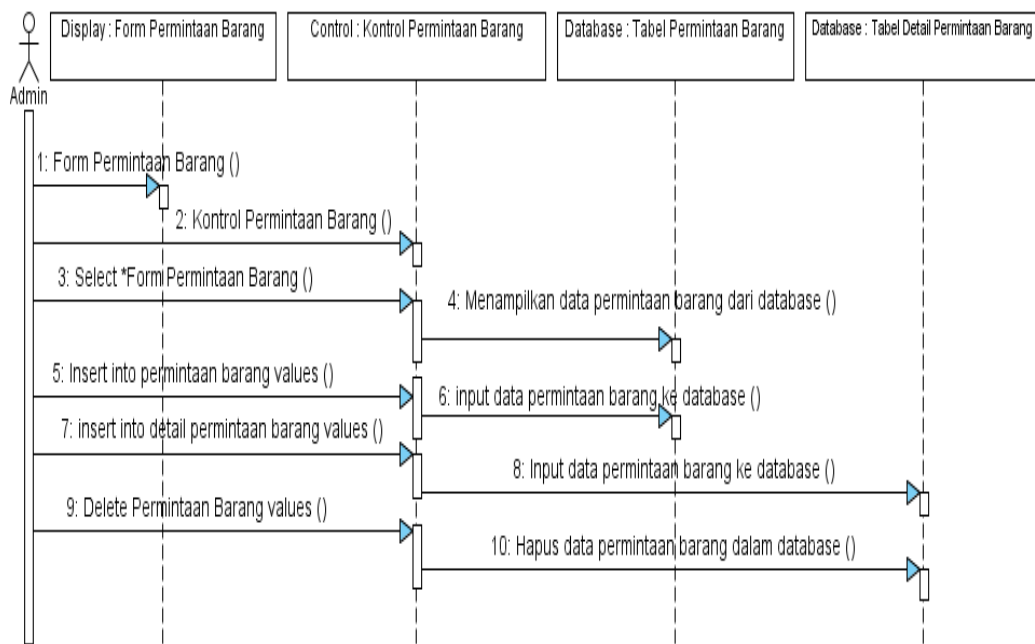 Display : Form Permintaan Barang
Control : Kontrol Permintaan Barang
Database : Tabel Permintaan Barang
Database : Tabel Detail Permintaan Barang
Admin
1: Form Permintaan Barang ()
2: Kontrol Permintaan Barang ()
3: Select *Form Permintaan Barang ()
4: Menampilkan data permintaan barang dari database ()
5: Insert into permintaan barang values ()
6: input data permintaan barang ke database ()
7: insert into detail permintaan barang values ()
8: Input data permintaan barang ke database ()
9: Delete Permintaan Barang values ()
10: Hapus data permintaan barang dalam database ()